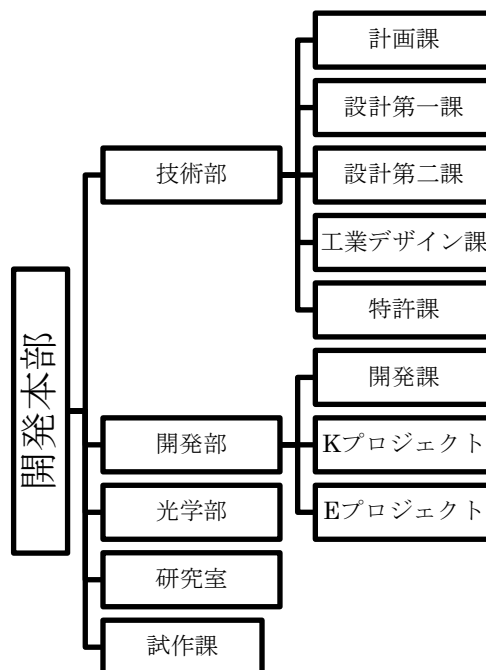 開発本部
技術部
計画課
設計第一課
設計第二課
工業デザイン課
特許課
開発部
開発課
Kプロジェクト
Eプロジェクト
光学部
研究室
試作課